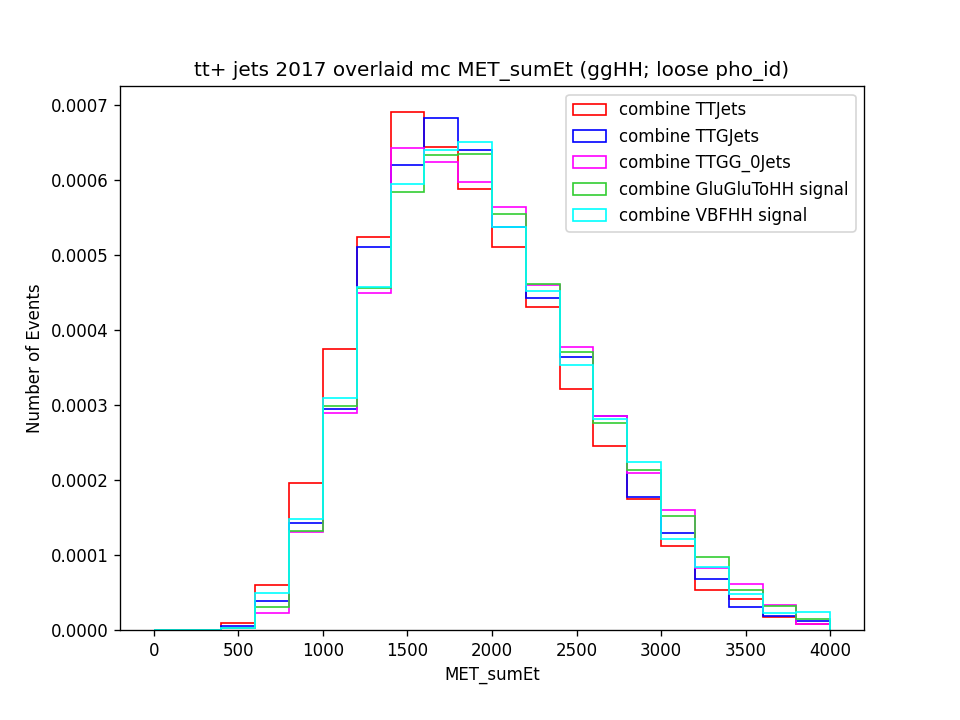 tt+ jets 2017 overlaid mc MET_sumEt (ggHH; loose pho_id)
combine TTJets
combine TTGJets
combine TTGG_0Jets
combine GluGluToHH signal
combine VBFHH signal
Number of Events
0.0007
0.0006
0.0005
0.0004
0.0003
0.0002
0.0001
0.0000
0 500 1000 1500 2000 2500 3000 3500 4000
MET_sumEt